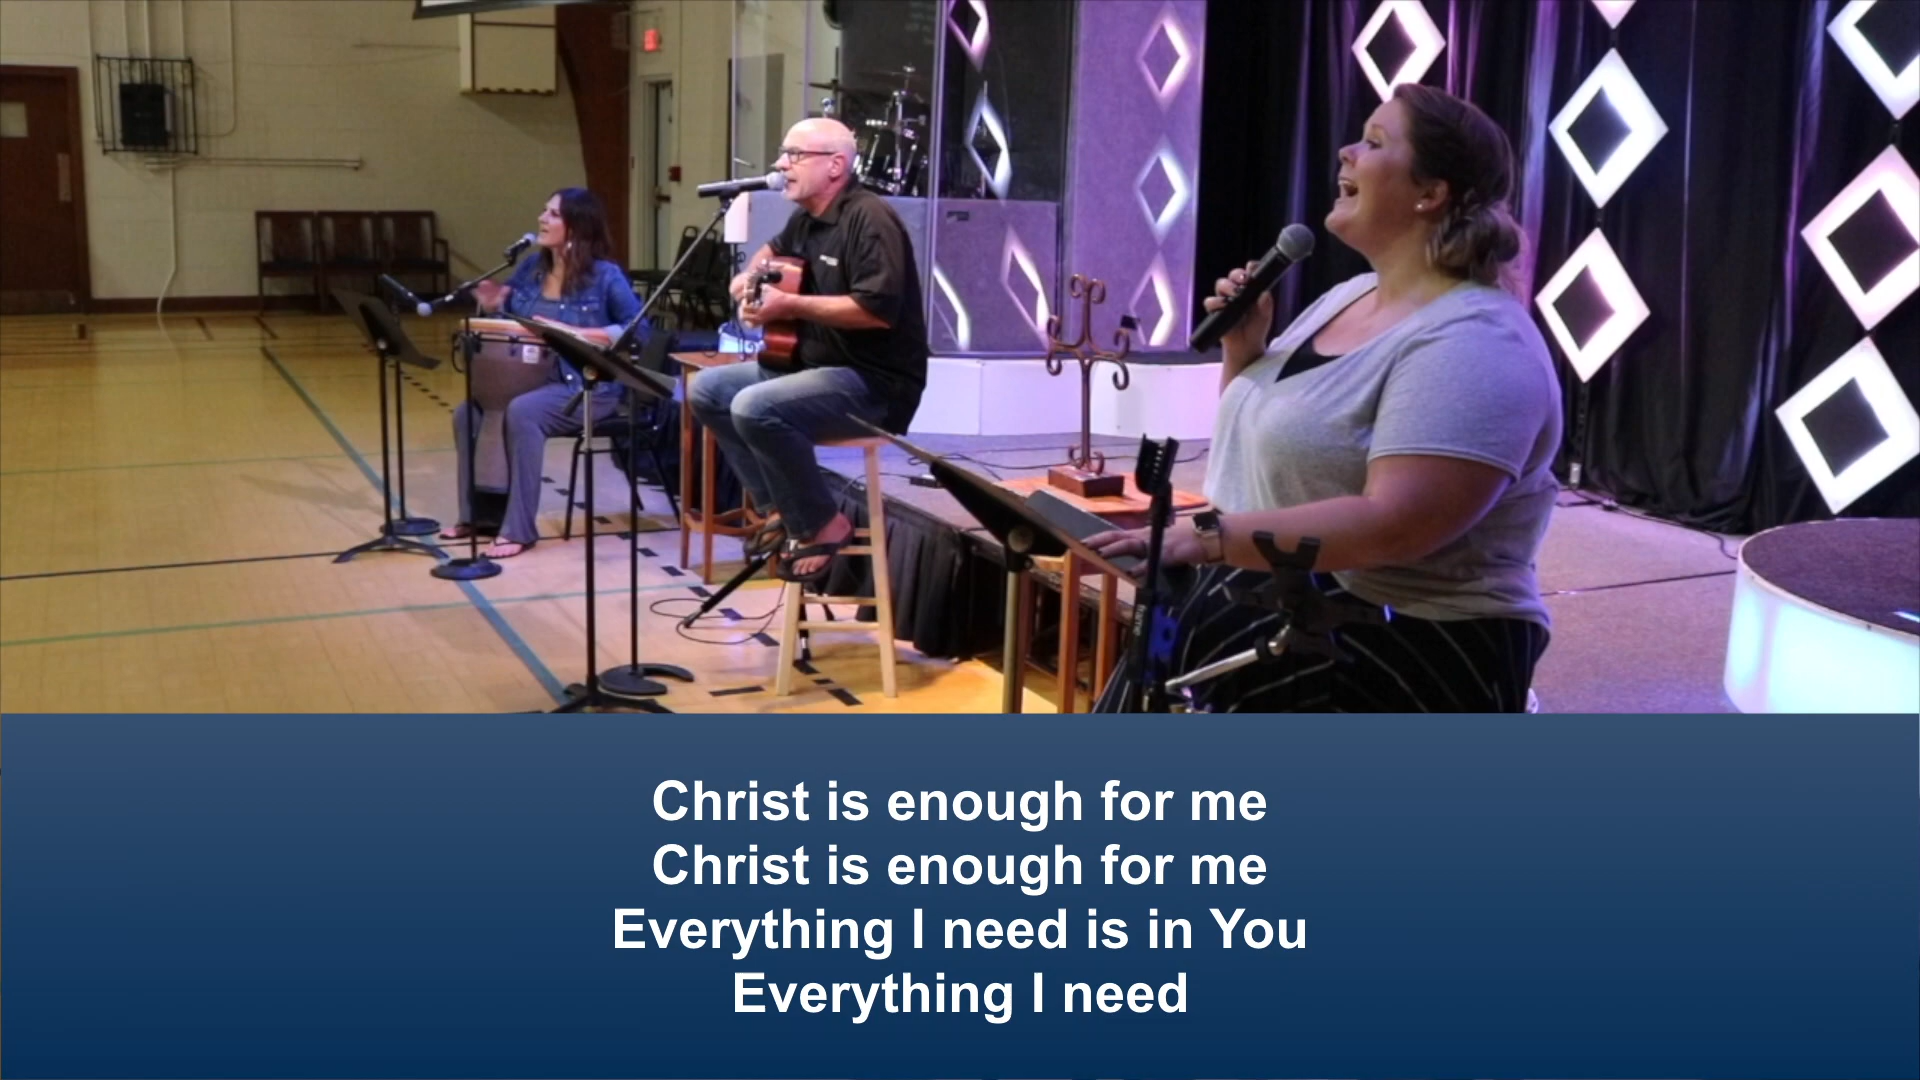 Christ is enough for me
Christ is enough for me
Everything I need is in You
Everything I need